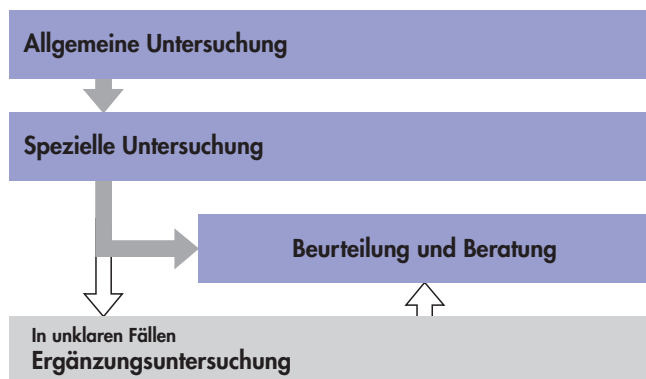 Allgemeine Untersuchung
Spezielle Untersuchung
Beurteilung und Beratung
In unklaren Fällen
Ergänzungsuntersuchung